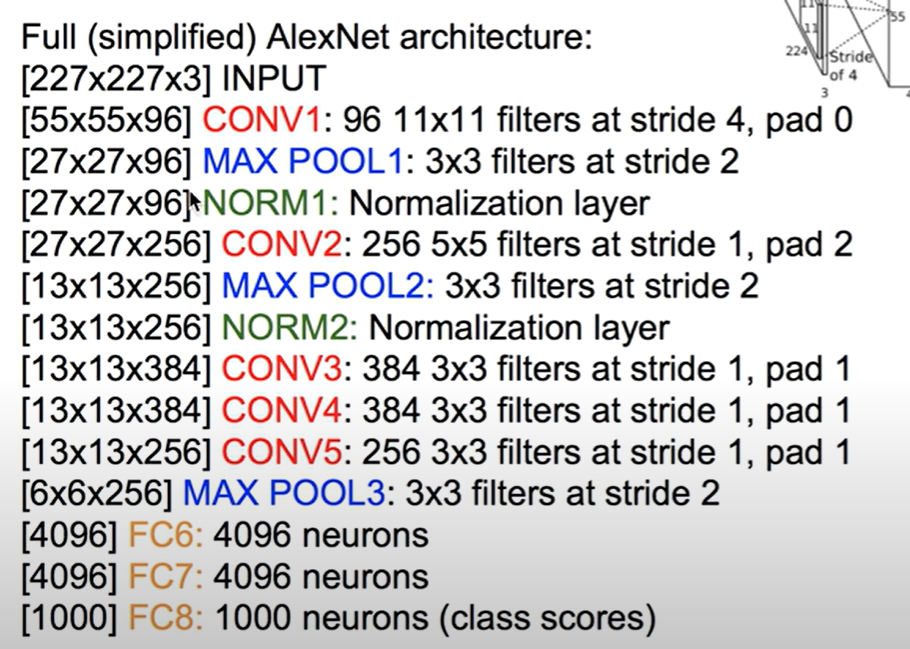 Full (simplified) AlexNet architecture:
[227x227x3] INPUT
[55x55x96] CONV1: 96 11x11 filters at stride 4, pad 0
[27x27x96] MAX POOL1: 3x3 filters at stride 2
[27x27x96] NORM1: Normalization layer
[27x27x256] CONV2: 256 5x5 filters at stride 1, pad 2
[13x13x256] MAX POOL2: 3x3 filters at stride 2
[13x13x256] NORM2: Normalization layer
[13x13x384] CONV3: 384 3x3 filters at stride 1, pad 1
[13x13x384] CONV4: 384 3x3 filters at stride 1, pad 1
[13x13x256] CONV5: 256 3x3 filters at stride 1, pad 1
[6x6x256] MAX POOL3: 3x3 filters at stride 2
[4096] FC6: 4096 neurons
[4096] FC7: 4096 neurons
[1000] FC8: 1000 neurons (class scores)
11
55
11
224
Stride
of 4
3